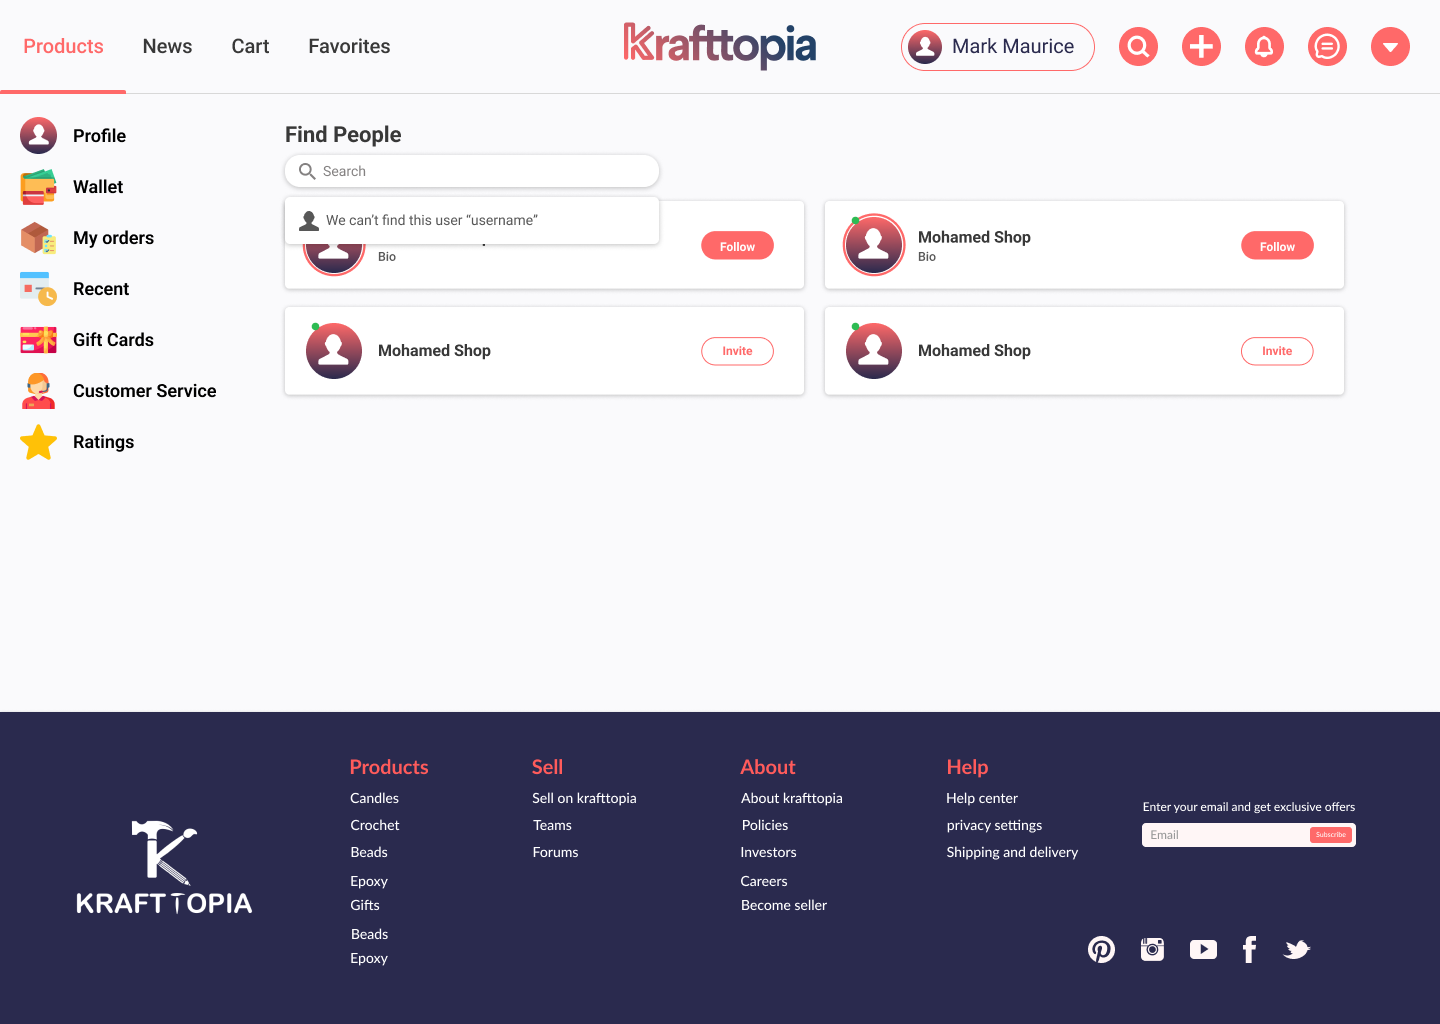 Products
News
Cart
Favorites
Krafttopia
Mark Maurice
Profile
Wallet
My orders
Recent
Gift Cards
Customer Service
Ratings
Find People
Search
We can't find this user “username”
Bio
Follow
Mohamed Shop
Bio
Follow
Mohamed Shop
Invite
Mohamed Shop
Invite
KRAFTTOPIA
Products
Candles
Crochet
Beads
Epoxy
Gifts
Beads
Epoxy
Sell
Sell on krafttopia
Teams
Forums
About
About krafttopia
Policies
Investors
Careers
Become seller
Help
Help center
privacy settings
Shipping and delivery
Enter your email and get exclusive offers
Email
Subscribe